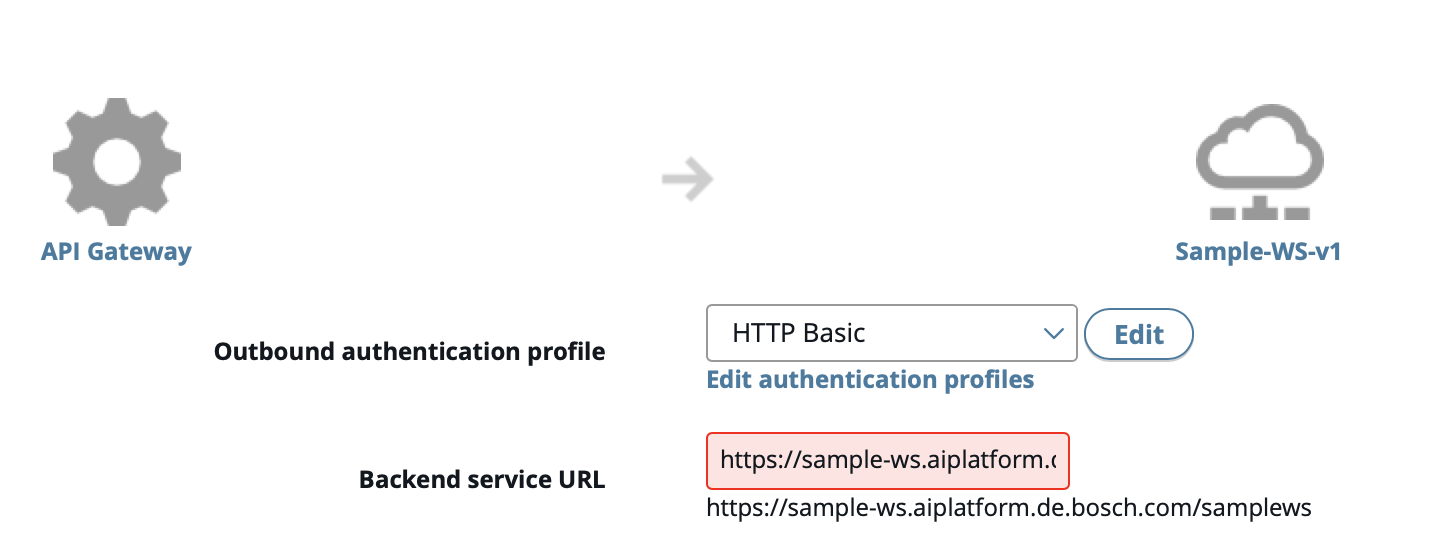 API Gateway
Sample-WS-v1
Outbound authentication profile
HTTP Basic
Edit
Edit authentication profiles
Backend service URL
https://sample-ws.aiplatform.
https://sample-ws.aiplatform.de.bosch.com/samplews